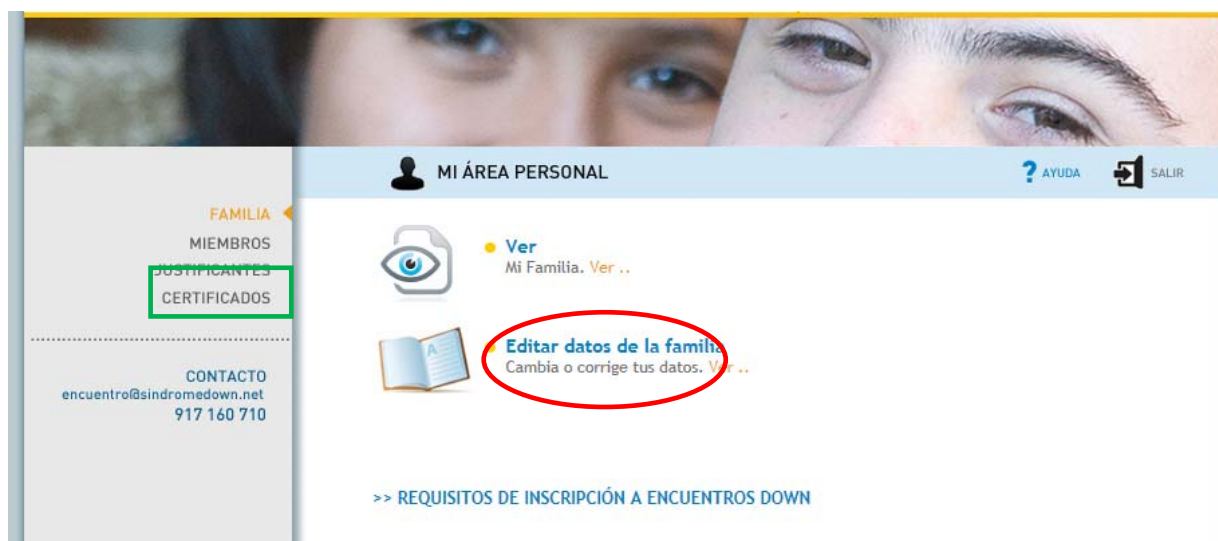 MI ÁREA PERSONAL
? AYUDA
SALIR
FAMILIA
MIEMBROS
JUSTIFICANTES
CERTIFICADOS
CONTACTO
encuentro@sindromedown.net
917 160 710
Ver
Mi Familia. Ver ..
A
Editar datos de la familia
Cambia o corrige tus datos. Ver ..
>> REQUISITOS DE INSCRIPCIÓN A ENCUENTROS DOWN